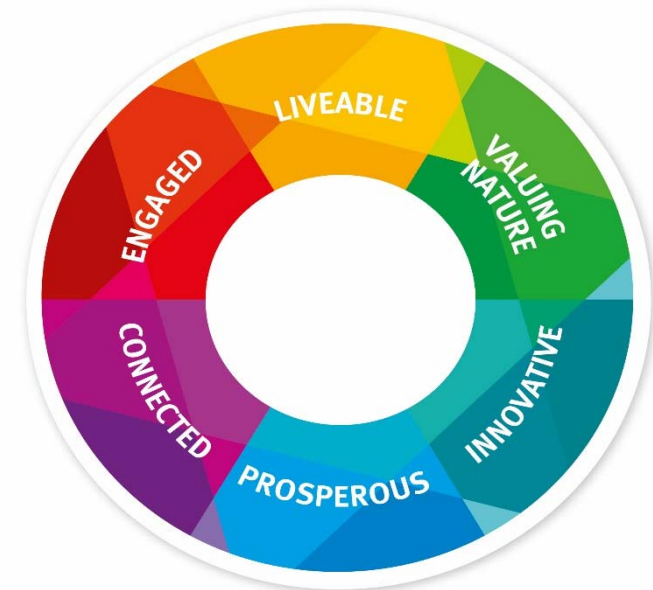 LIVEABLE
VALUING
NATURE
INNOVATIVE
PROSPEROUS
CONNECTED
ENGAGED